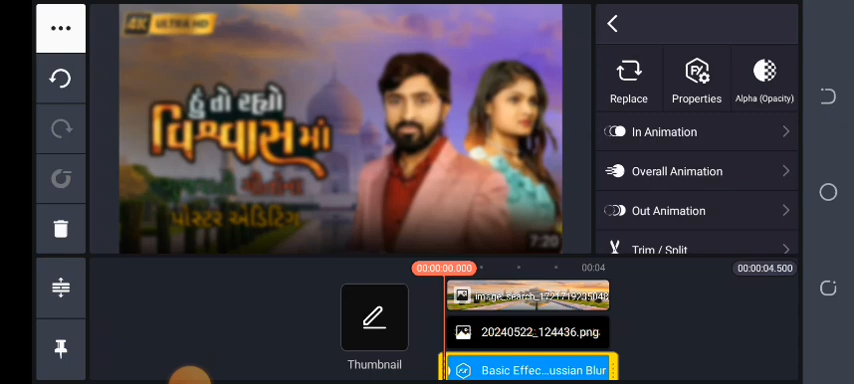 4K ULTRA HD
હું તો રહ્યો
વિશ્વાસમાં
ગુજરાતી ગીતોના
પોસ્ટર એડિટિંગ
7:20
Replace
Properties
Alpha (Opacity)
In Animation
Overall Animation
Out Animation
Trim / Split
00:00:00.000
00:04
00:00:04.500
20240522_124436.png
Basic Effec...ussian Blur
Thumbnail